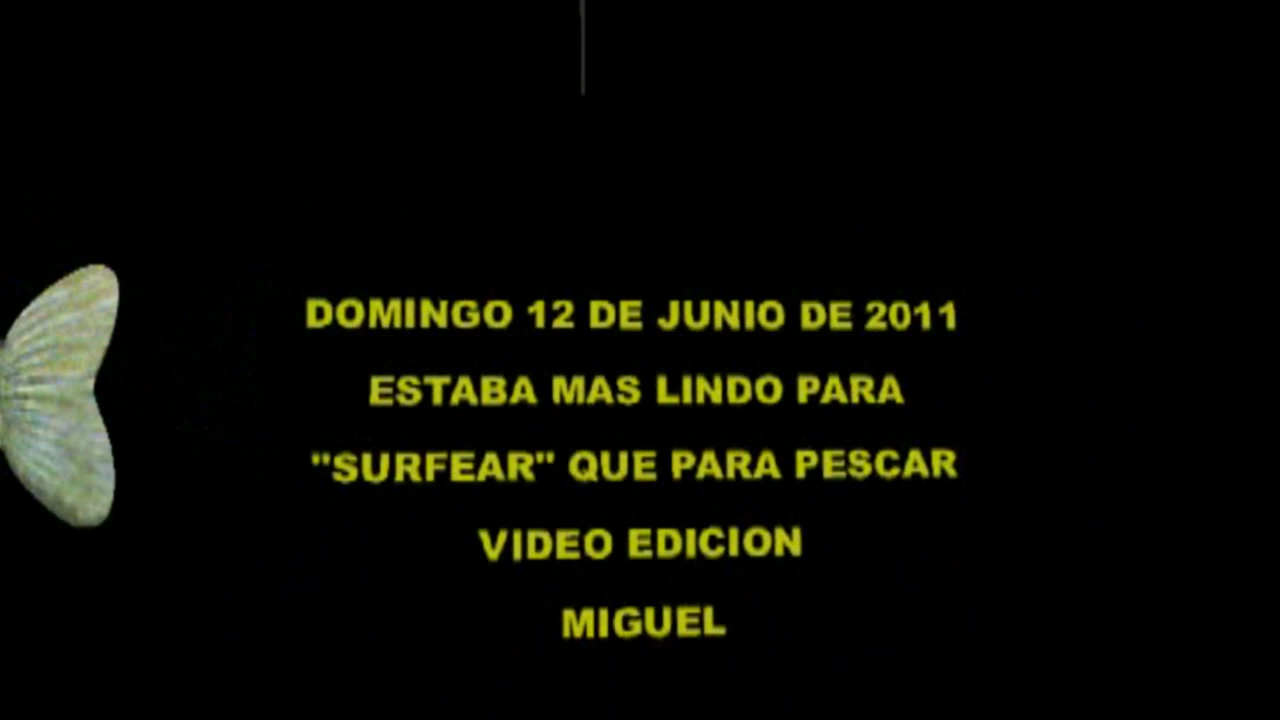 DOMINGO 12 DE JUNIO DE 2011
ESTABA MAS LINDO PARA
"SURFEAR" QUE PARA PESCAR
VIDEO EDICION
MIGUEL